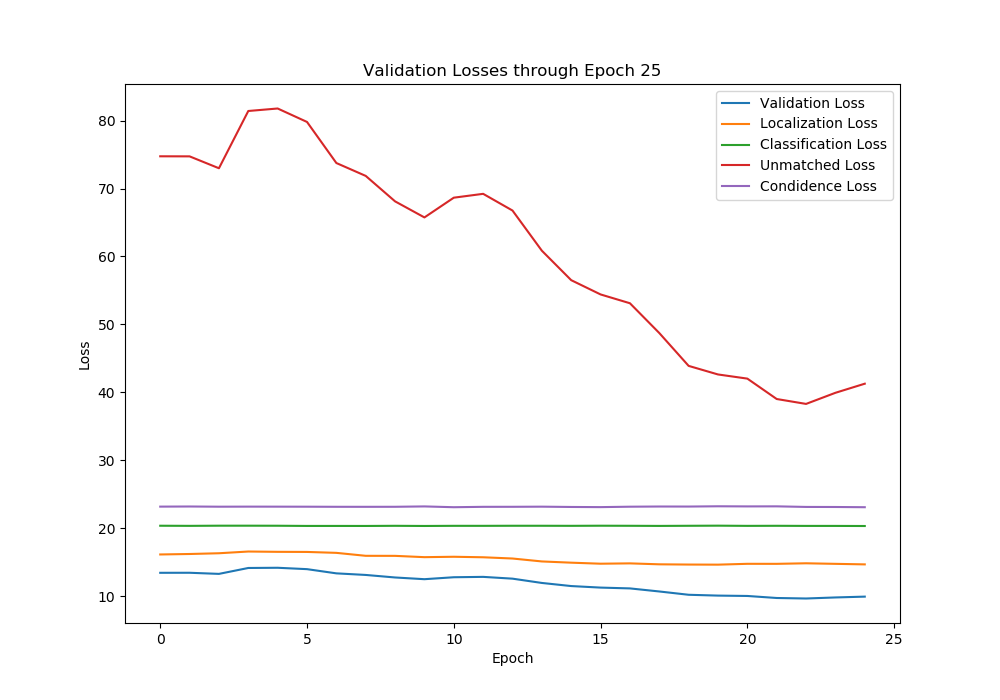 Validation Losses through Epoch 25
Validation Loss
Localization Loss
Classification Loss
Unmatched Loss
Condidence Loss
Loss
80
70
60
50
40
30
20
10
0 5 10 15 20 25
Epoch